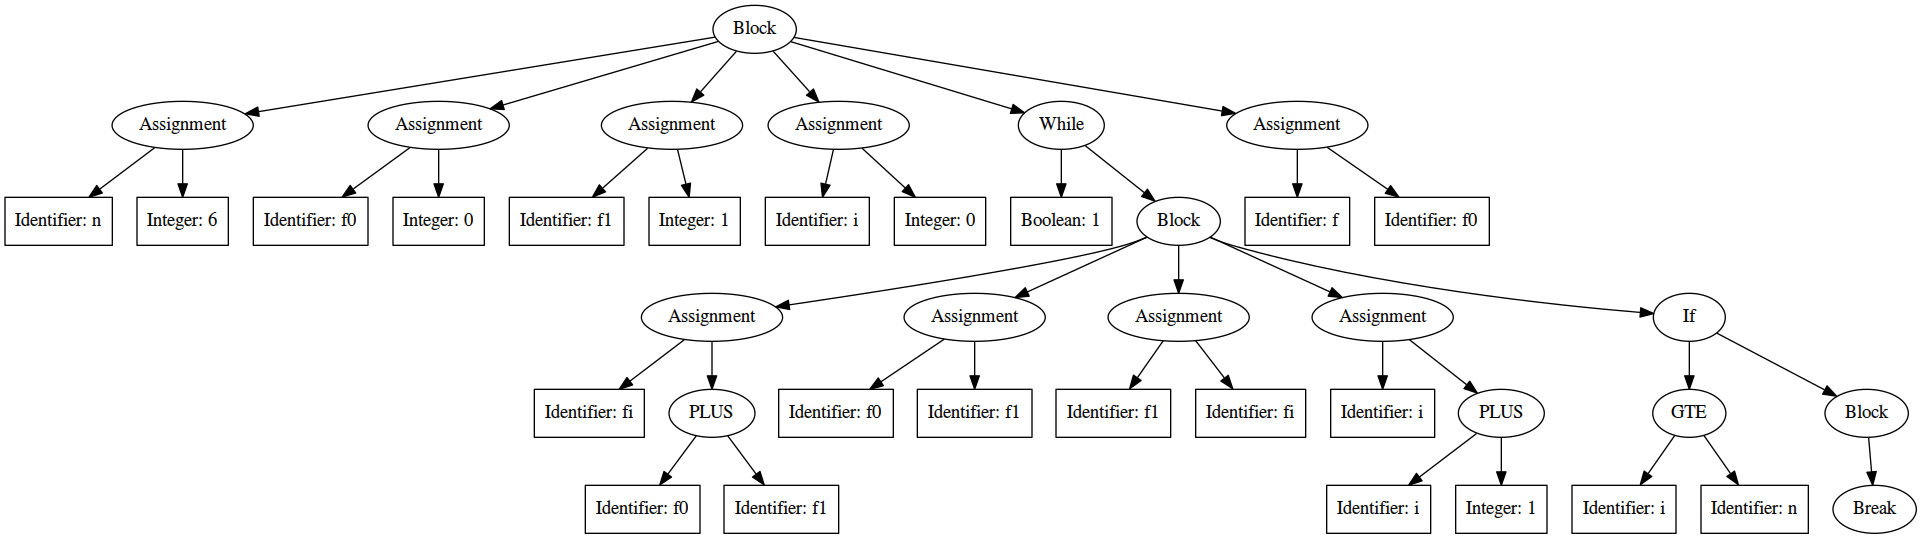 Block
Assignment
Assignment
Assignment
Assignment
While
Assignment
Identifier: n
Integer: 6
Identifier: f0
Integer: 0
Identifier: f1
Integer: 1
Identifier: i
Integer: 0
Boolean: 1
Block
Identifier: f
Identifier: f0
Assignment
Assignment
Assignment
Assignment
If
Identifier: fi
PLUS
Identifier: f0
Identifier: f1
Identifier: f1
Identifier: fi
Identifier: i
PLUS
GTE
Block
Identifier: f0
Identifier: f1
Identifier: i
Integer: 1
Identifier: i
Identifier: n
Break